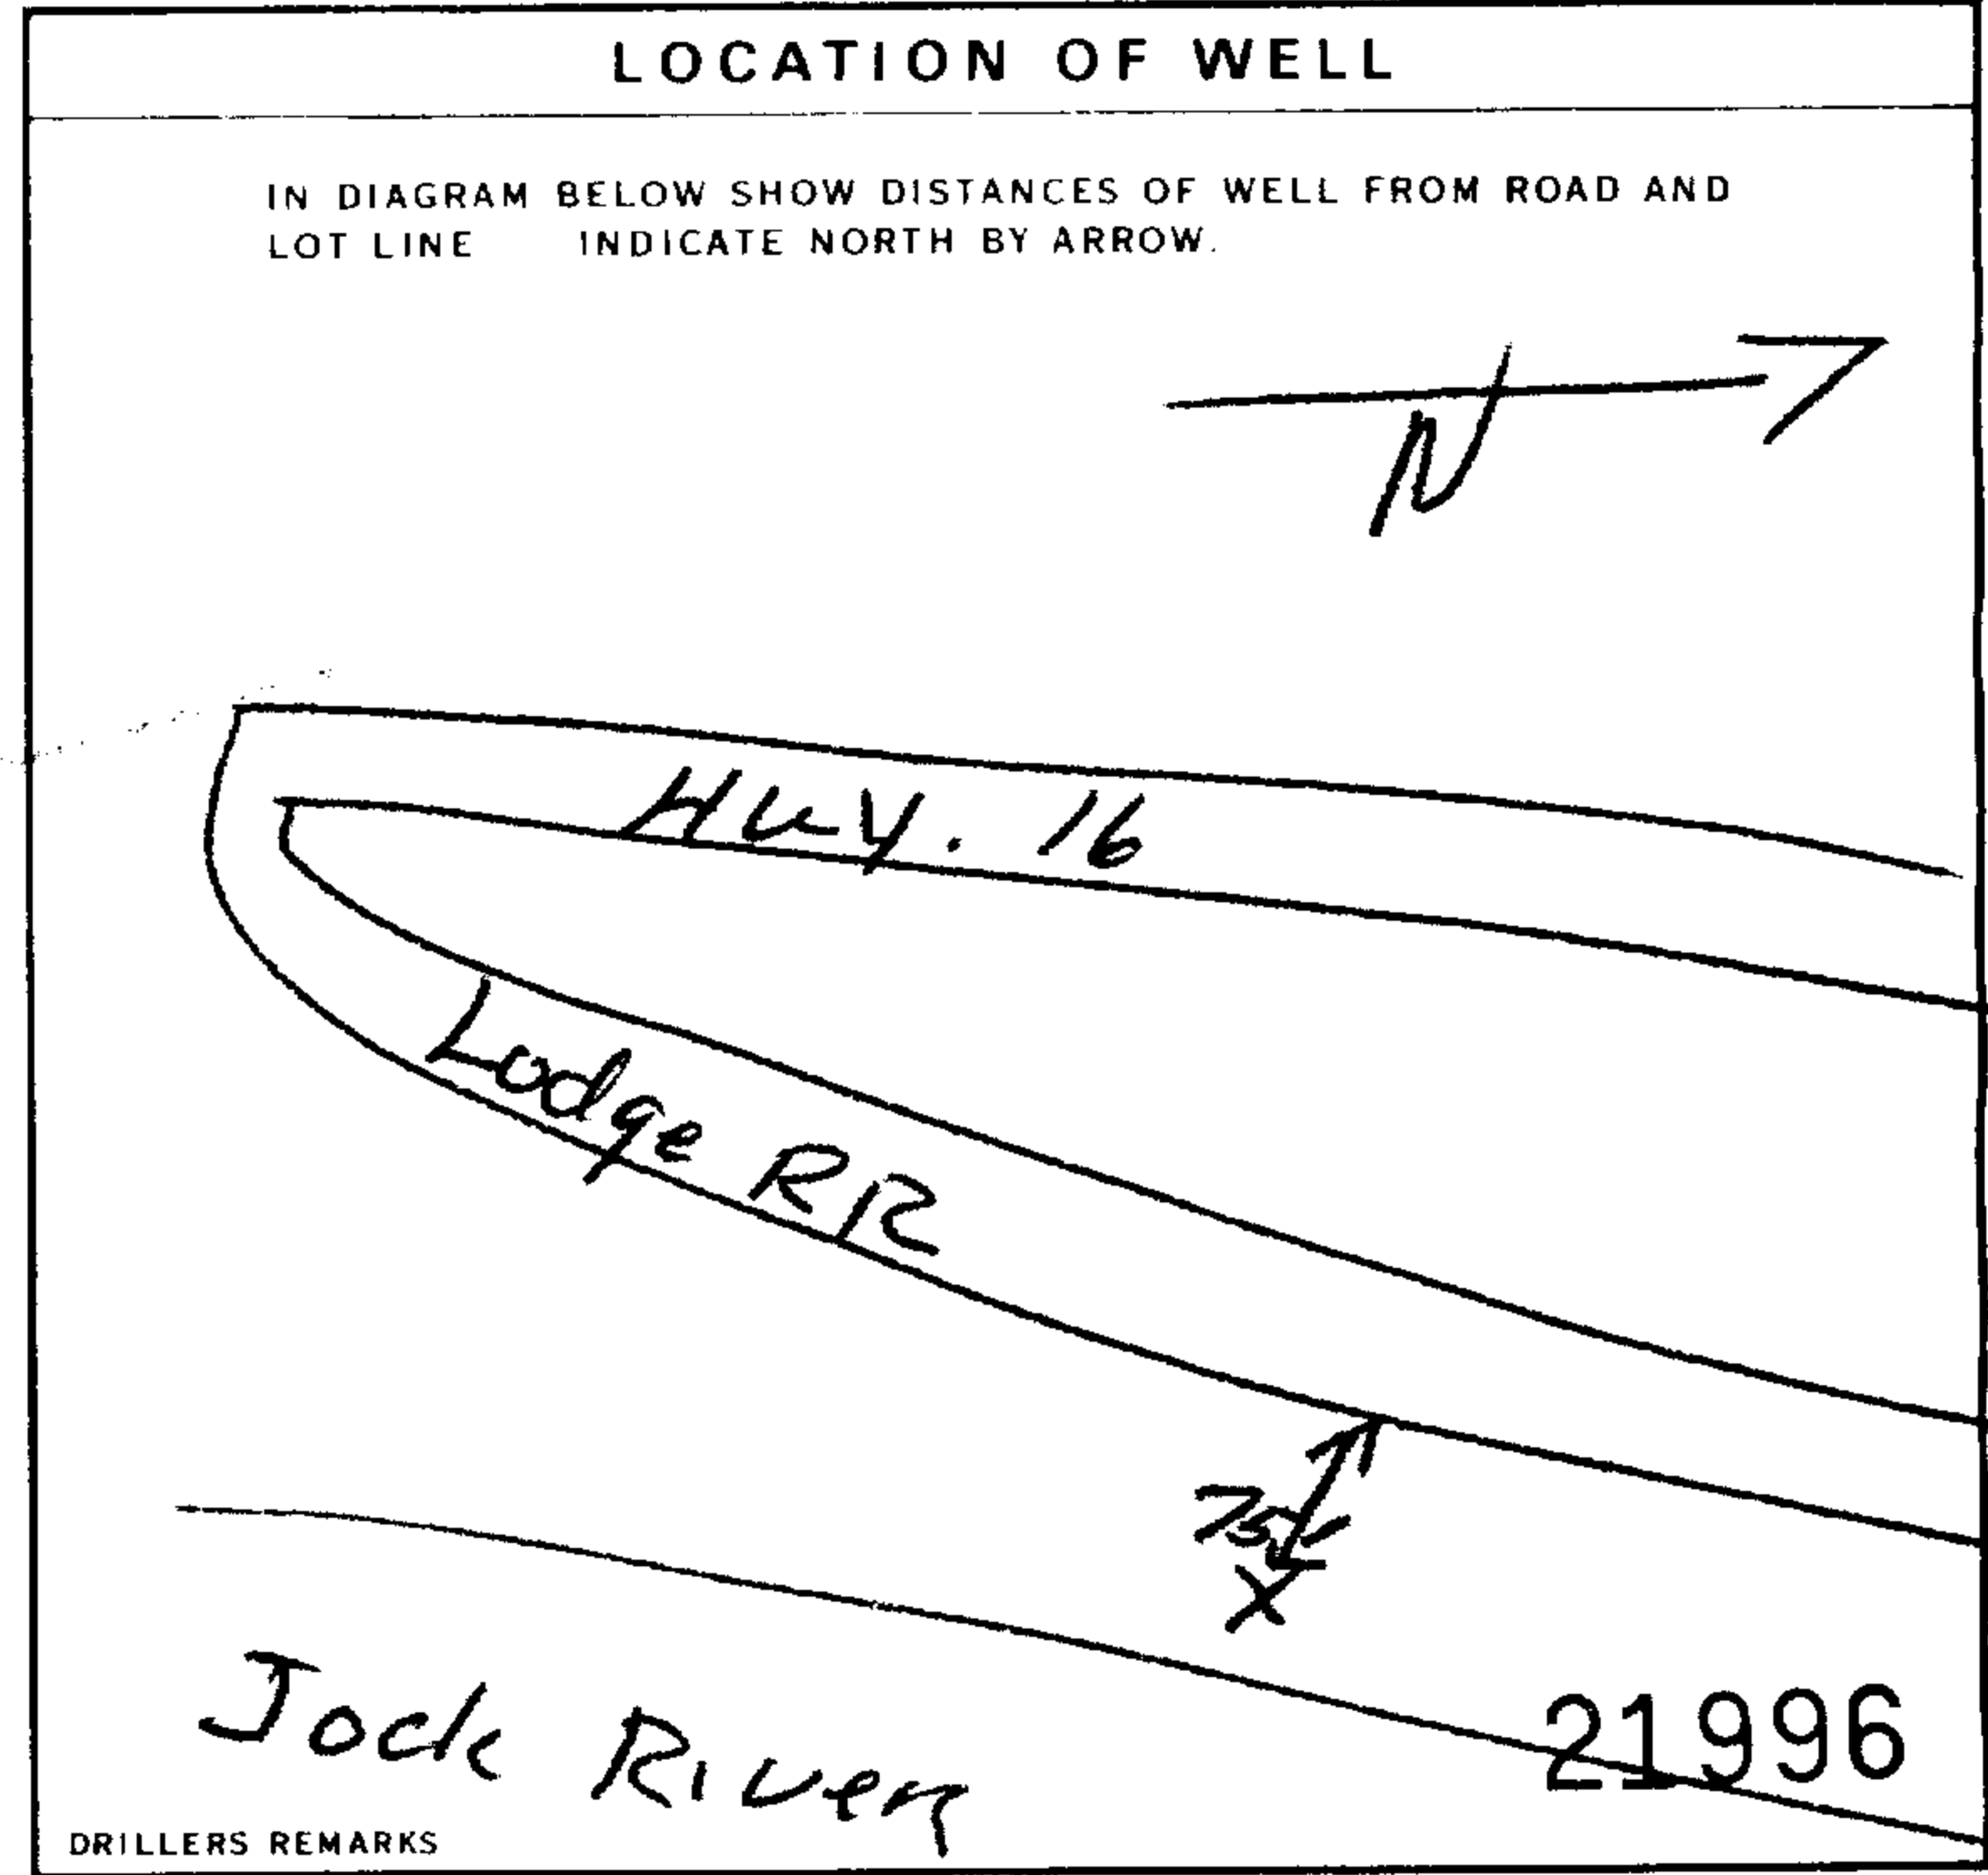 LOCATION OF WELL
IN DIAGRAM BELOW SHOW DISTANCES OF WELL FROM ROAD AND
LOT LINE INDICATE NORTH BY ARROW.
N
Hwy. 16
Lodge RR
X
Jock River
21996
DRILLERS REMARKS